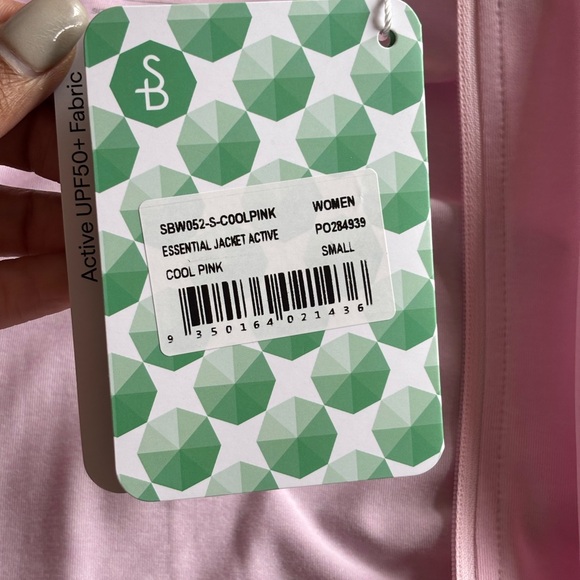 SB
Active UPF50+ Fabric
SBW052-S-COOLPINK WOMEN
ESSENTIAL JACKET ACTIVE PO284939
COOL PINK SMALL
9 350164 021436